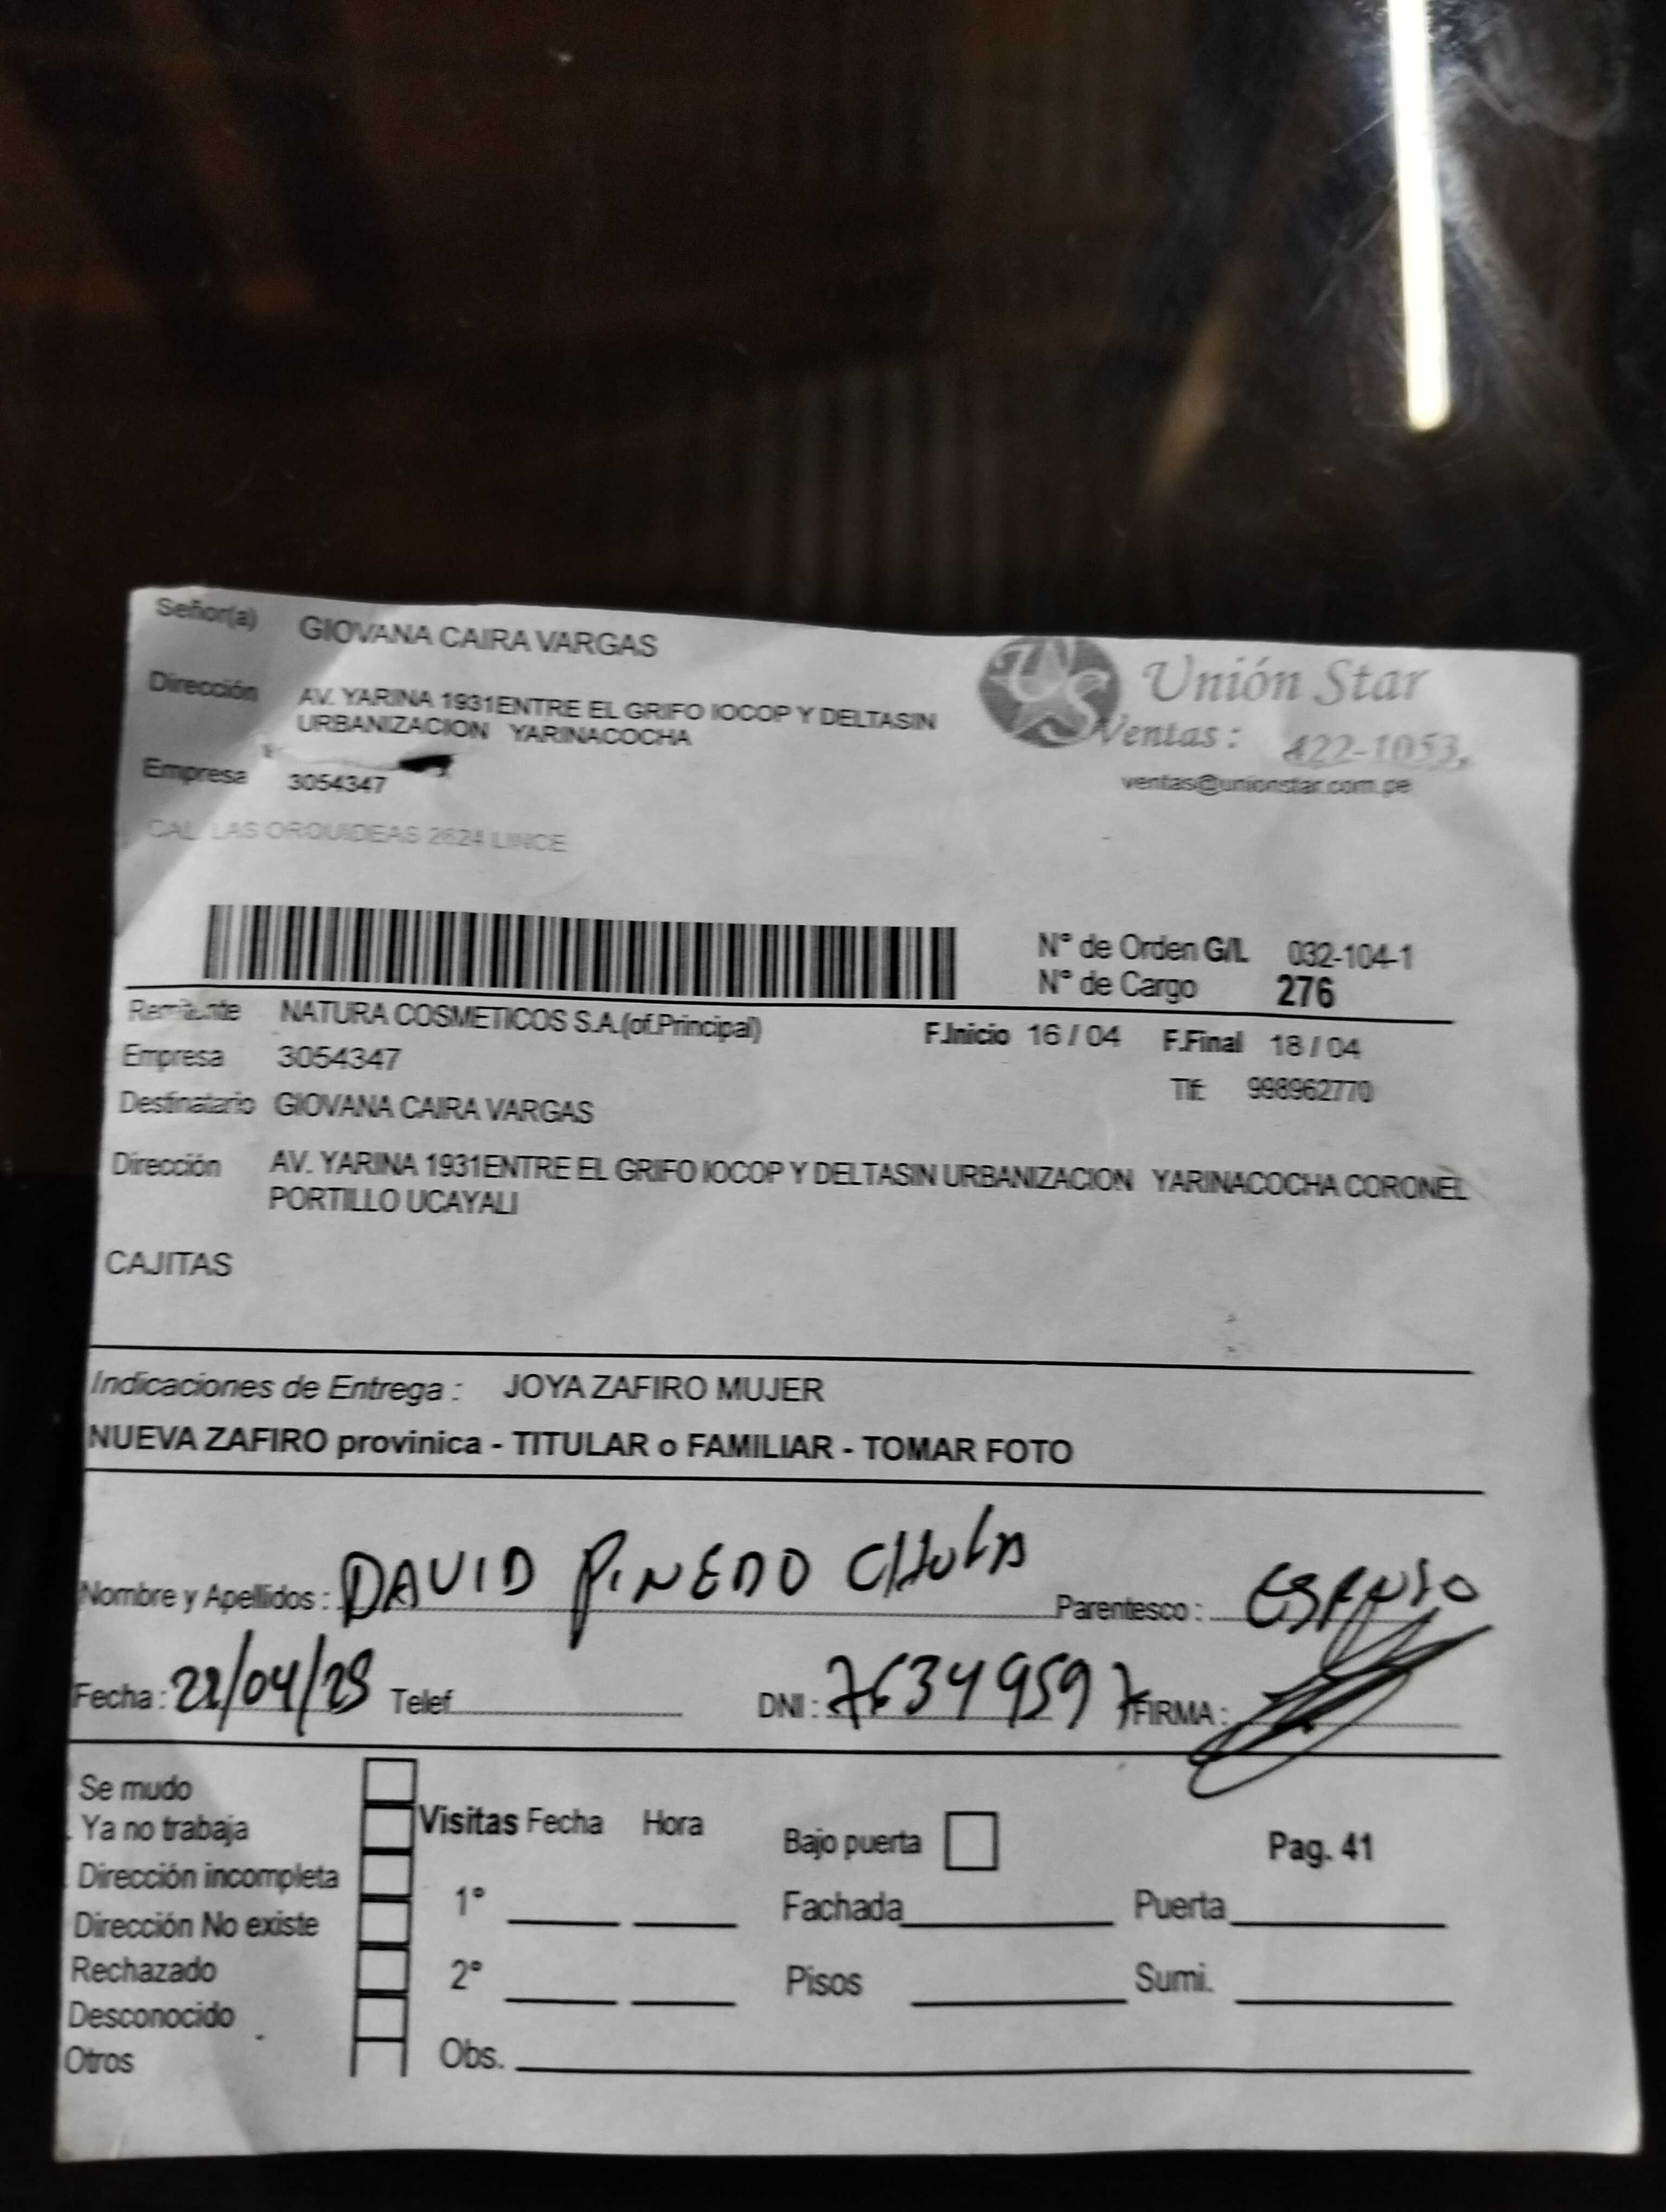 Señor(a) GIOVANA CAIRA VARGAS
Unión Star
Dirección AV. YARINA 1931ENTRE EL GRIFO IOCOP Y DELTASIN
URBANIZACION YARINACOCHA
Ventas : 422-1053,
Empresa 3054347
ventas@unionstar.com.pe
CAL. LAS ORQUIDEAS 2624 LINCE
N° de Orden G/L 032-104-1
N° de Cargo 276
Remitente NATURA COSMETICOS S.A.(of.Principal) F.Inicio 16 / 04 F.Final 18 / 04
Empresa 3054347
Tlf: 998962770
Destinatario GIOVANA CAIRA VARGAS
Dirección AV. YARINA 1931ENTRE EL GRIFO IOCOP Y DELTASIN URBANIZACION YARINACOCHA CORONEL
PORTILLO UCAYALI
CAJITAS
Indicaciones de Entrega : JOYA ZAFIRO MUJER
NUEVA ZAFIRO provinica - TITULAR o FAMILIAR - TOMAR FOTO
Nombre y Apellidos : DAVID PINEDO Parentesco : ESPOSO
Fecha : 22/04/25 Telef DNI : 76349597 FIRMA :
Se mudo
Ya no trabaja
Dirección incompleta
Dirección No existe
Rechazado
Desconocido
Otros
Visitas Fecha Hora
1°
2°
Obs.
Bajo puerta
Pag. 41
Fachada Puerta
Pisos Sumi.